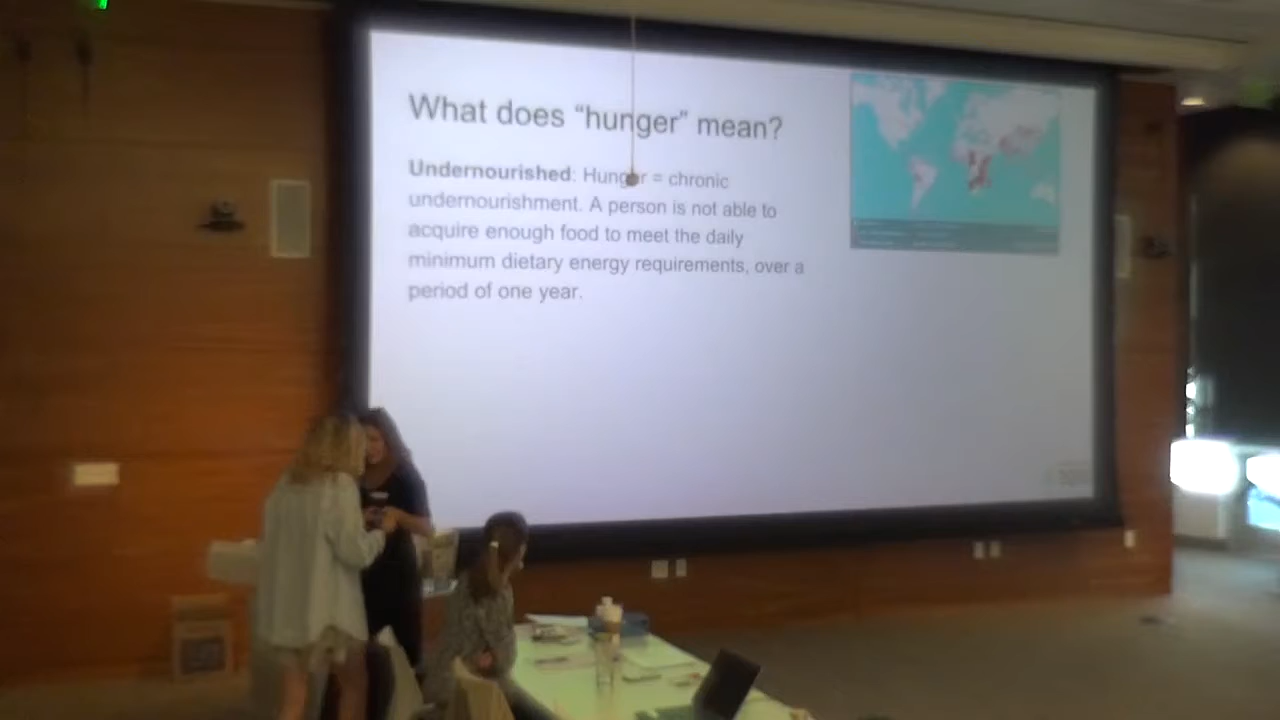 What does “hunger” mean?
Undernourished: Hunger = chronic
undernourishment. A person is not able to
acquire enough food to meet the daily
minimum dietary energy requirements, over a
period of one year.